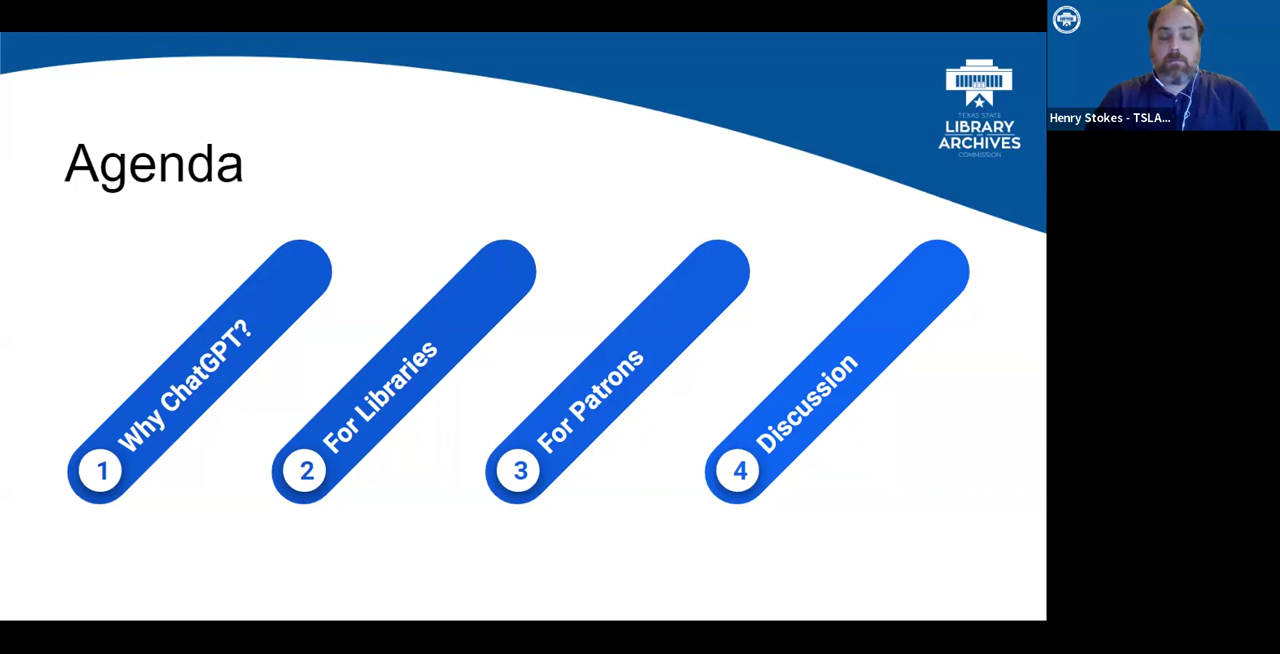 Agenda
TEXAS STATE
LIBRARY
ARCHIVES
COMMISSION
Henry Stokes - TSLA...
Why ChatGPT?
For Libraries
For Patrons
Discussion
1
2
3
4